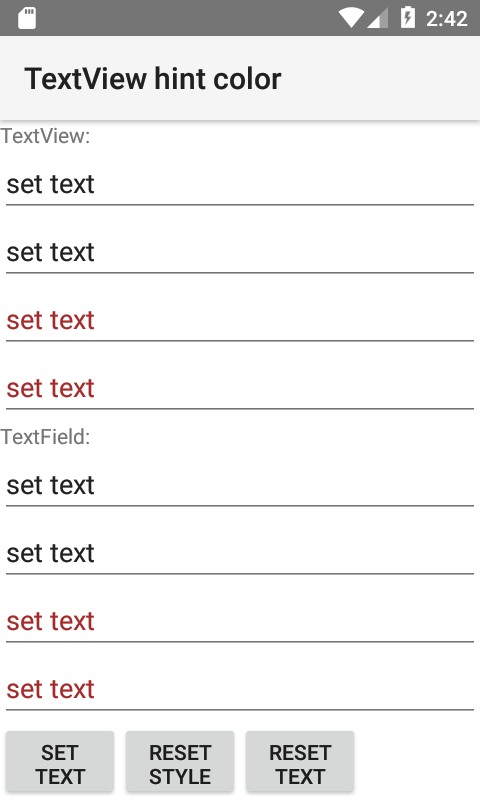 2:42
TextView hint color
TextView:
set text
set text
set text
set text
TextField:
set text
set text
set text
set text
SET
TEXT
RESET
STYLE
RESET
TEXT